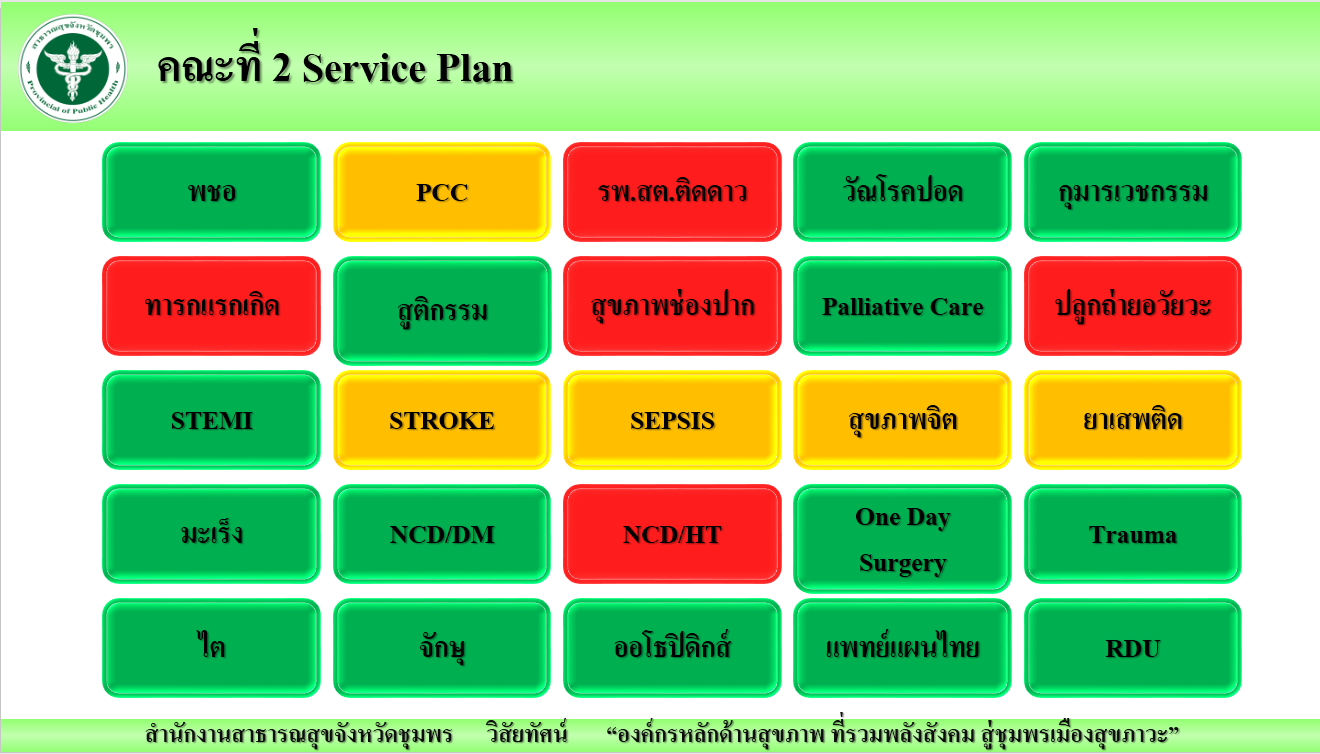 สาธารณสุขจังหวัดชุมพร
Provincial of Public Health
คณะที่ 2 Service Plan
พชอ
PCC
รพ.สต.ติดดาว
วัณโรคปอด
กุมารเวชกรรม
ทารกแรกเกิด
สูติกรรม
สุขภาพช่องปาก
Palliative Care
ปลูกถ่ายอวัยวะ
STEMI
STROKE
SEPSIS
สุขภาพจิต
ยาเสพติด
มะเร็ง
NCD/DM
NCD/HT
One Day
Surgery
Trauma
ไต
จักษุ
ออโธปิดิกส์
แพทย์แผนไทย
RDU
สำนักงานสาธารณสุขจังหวัดชุมพร วิสัยทัศน์ “องค์กรหลักด้านสุขภาพ ที่รวมพลังสังคม สู่ชุมพรเมืองสุขภาวะ”